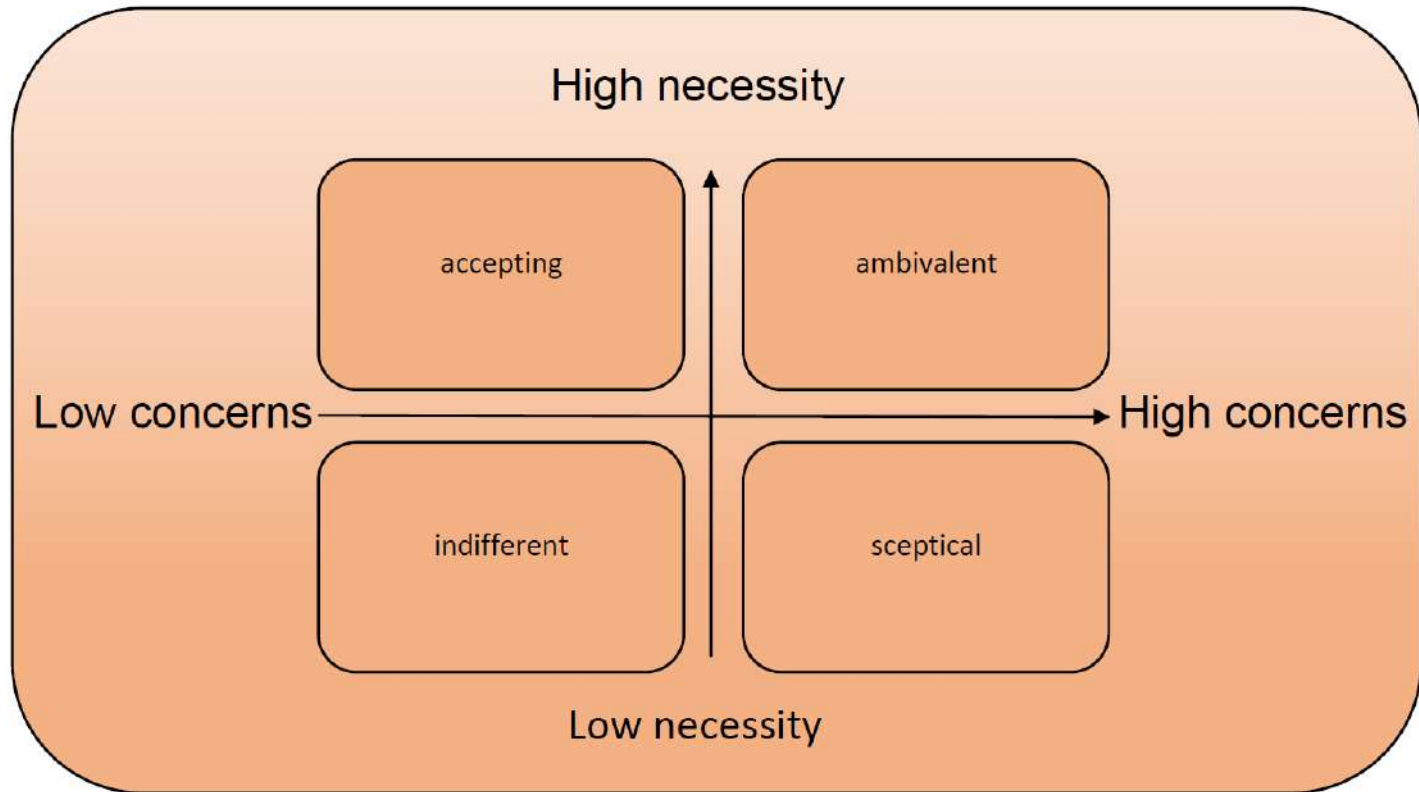 High necessity
accepting
ambivalent
Low concerns
High concerns
indifferent
sceptical
Low necessity